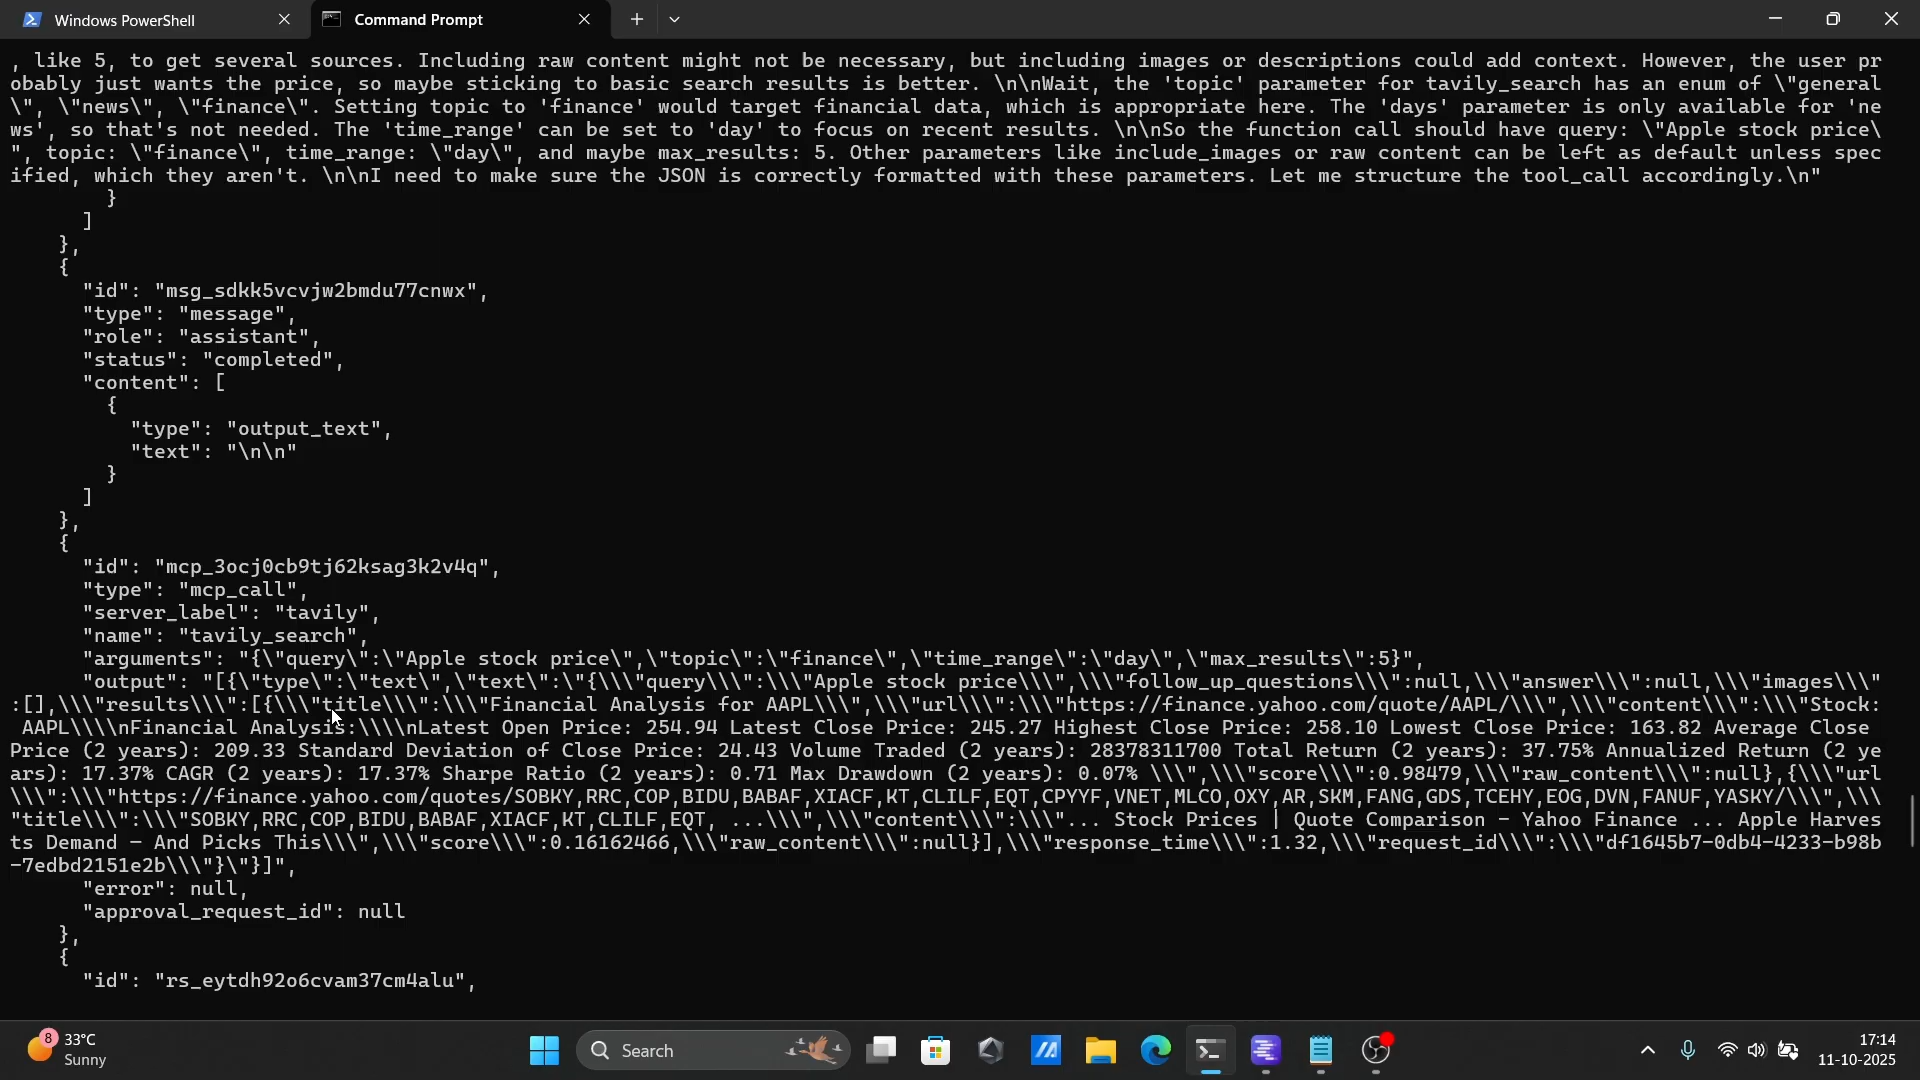 Windows PowerShell
Command Prompt
, like 5, to get several sources. Including raw content might not be necessary, but including images or descriptions could add context. However, the user pr
obably just wants the price, so maybe sticking to basic search results is better. \n\nWait, the 'topic' parameter for tavily_search has an enum of \"general
\", \"news\", \"finance\". Setting topic to 'finance' would target financial data, which is appropriate here. The 'days' parameter is only available for 'ne
ws', so that's not needed. The 'time_range' can be set to 'day' to focus on recent results. \n\nSo the function call should have query: \"Apple stock price\
", topic: \"finance\", time_range: \"day\", and maybe max_results: 5. Other parameters like include_images or raw content can be left as default unless spec
ified, which they aren't. \n\nI need to make sure the JSON is correctly formatted with these parameters. Let me structure the tool_call accordingly.\n"
}
]
},
{
"id": "msg_sdkk5vcvjw2bmdu77cnwx",
"type": "message",
"role": "assistant",
"status": "completed",
"content": [
{
"type": "output_text",
"text": "\n\n"
}
]
},
{
"id": "mcp_3ocj0cb9tj62ksag3k2v4q",
"type": "mcp_call",
"server_label": "tavily",
"name": "tavily_search",
"arguments": "{\"query\":\"Apple stock price\",\"topic\":\"finance\",\"time_range\":\"day\",\"max_results\":5}",
"output": "[{\"type\":\"text\",\"text\":\"{\\\"query\\\":\\\"Apple stock price\\\",\\\"follow_up_questions\\\":null,\\\"answer\\\":null,\\\"images\\\"
:[],\\\"results\\\":[{\\\"title\\\":\\\"Financial Analysis for AAPL\\\",\\\"url\\\":\\\"https://finance.yahoo.com/quote/AAPL/\\\",\\\"content\\\":\\\"Stock:
AAPL\\\\nFinancial Analysis:\\\\nLatest Open Price: 254.94 Latest Close Price: 245.27 Highest Close Price: 258.10 Lowest Close Price: 163.82 Average Close
Price (2 years): 209.33 Standard Deviation of Close Price: 24.43 Volume Traded (2 years): 28378311700 Total Return (2 years): 37.75% Annualized Return (2 ye
ars): 17.37% CAGR (2 years): 17.37% Sharpe Ratio (2 years): 0.71 Max Drawdown (2 years): 0.07% \\\",\\\"score\\\":0.98479,\\\"raw_content\\\":null},{\\\"url
\\\":\\\"https://finance.yahoo.com/quotes/SOBKY,RRC,COP,BIDU,BABAF,XIACF,KT,CLILF,EQT,CPYYF,VNET,MLCO,OXY,AR,SKM,FANG,GDS,TCEHY,EOG,DVN,FANUF,YASKY/\\\",\\\
"title\\\":\\\"SOBKY,RRC,COP,BIDU,BABAF,XIACF,KT,CLILF,EQT, ...\\\",\\\"content\\\":\\\"... Stock Prices | Quote Comparison - Yahoo Finance ... Apple Harves
ts Demand — And Picks This\\\",\\\"score\\\":0.16162466,\\\"raw_content\\\":null}],\\\"response_time\\\":1.32,\\\"request_id\\\":\\\"df1645b7-0db4-4233-b98b
-7edbd2151e2b\\\"}\"}]",
"error": null,
"approval_request_id": null
},
{
"id": "rs_eytdh92o6cvam37cm4alu",
8
33°C
Sunny
Search
17:14
11-10-2025